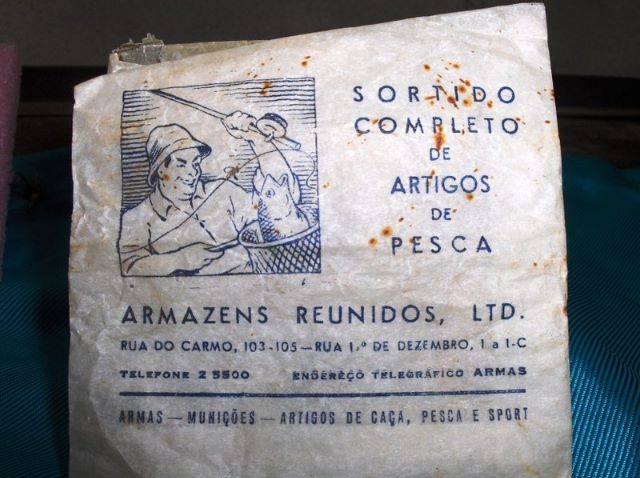 SORTIDO
COMPLETO
DE
ARTIGOS
DE
PESCA
ARMAZENS REUNIDOS, LTD.
RUA DO CARMO, 103-105 — RUA 1.º DE DEZEMBRO, 1 a 1-C
TELEFONE 2 5500 ENDERÊÇO TELEGRÁFICO ARMAS
ARMAS — MUNIÇÕES — ARTIGOS DE CAÇA, PESCA E SPORT